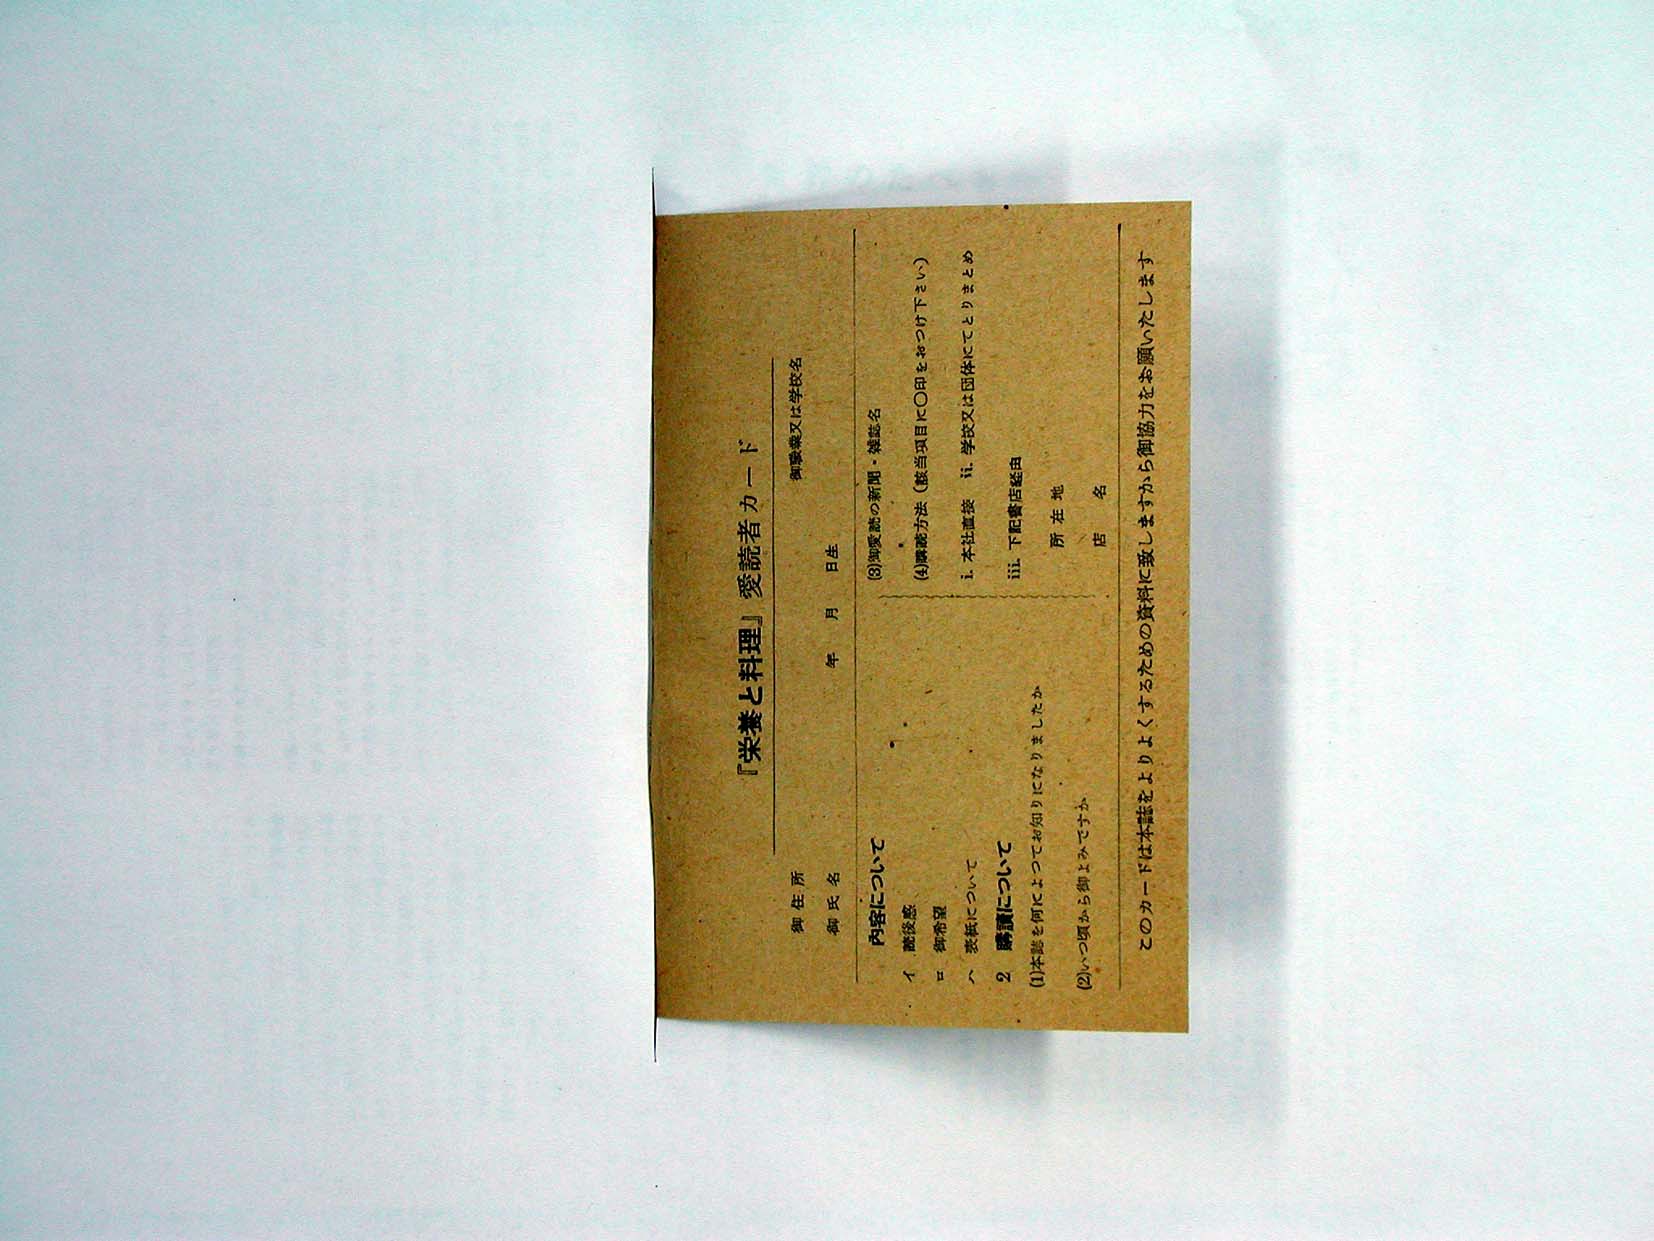 『栄養と料理』愛読者カード
御住所
御職業又は学校名
御氏名
年 月 日生
内容について
イ 読後感
ロ 御希望
ハ 表紙について
2 購讀について
(1)本誌を何によつてお知りになりましたか
(2)いつ頃から御よみですか
(3)御愛読の新聞・雑誌名
(4)購読方法(該当項目に○印をおつけ下さい)
i. 本社直接 ii. 学校又は団体にてとりまとめ
iii. 下記書店経由
所在地
店名
このカードは本誌をよりよくするための資料に致しますから御協力をお願いたします